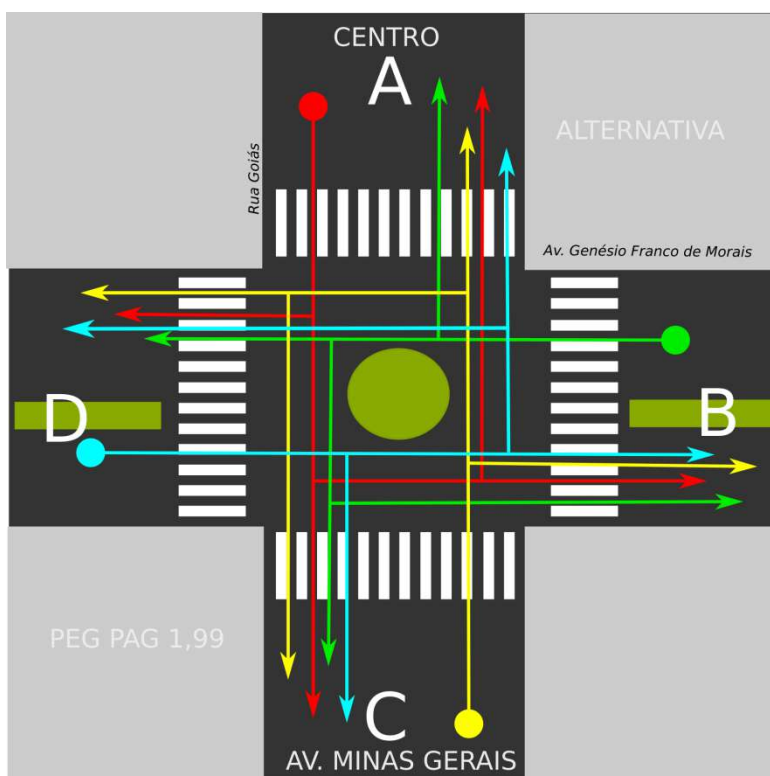 CENTRO
A
Rua Goiás
ALTERNATIVA
Av. Genésio Franco de Morais
D
B
PEG PAG 1,99
C
AV. MINAS GERAIS